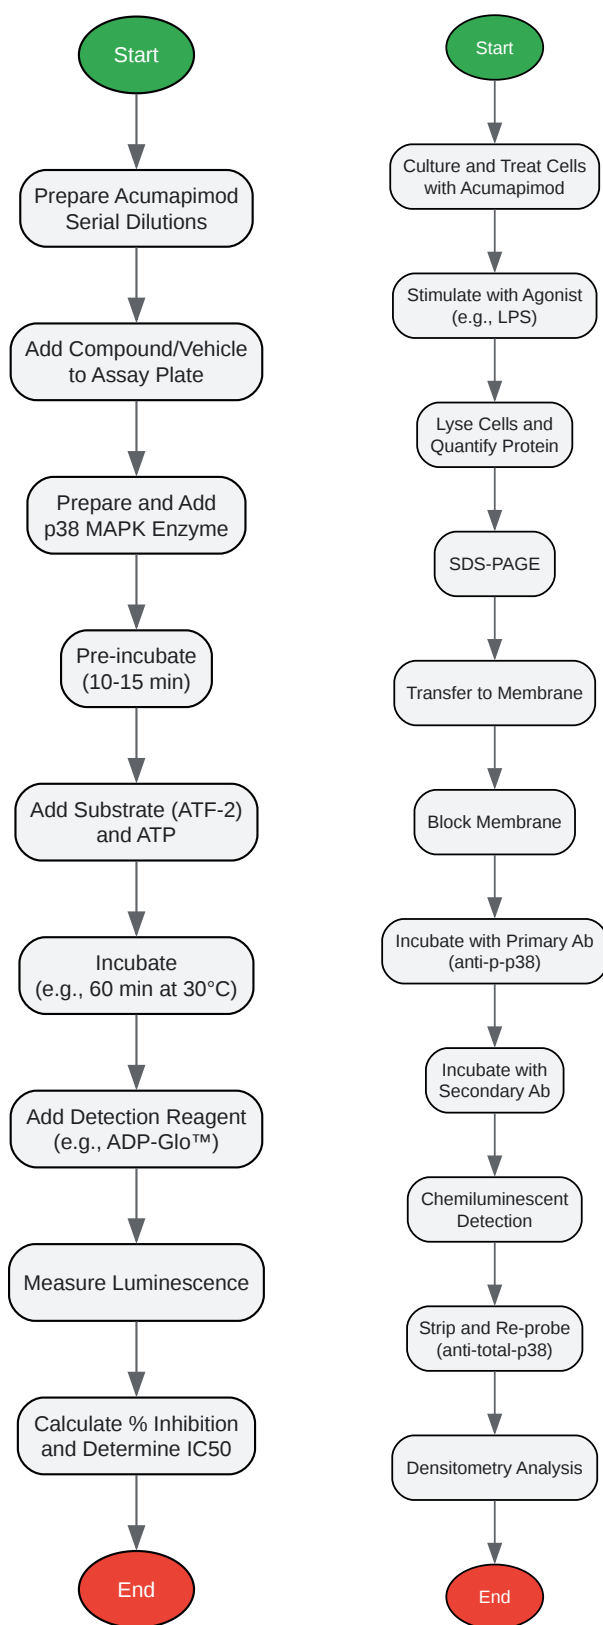 Start
Prepare Acumapimod
Serial Dilutions
Add Compound/Vehicle
to Assay Plate
Prepare and Add
p38 MAPK Enzyme
Pre-incubate
(10-15 min)
Add Substrate (ATF-2)
and ATP
Incubate
(e.g., 60 min at 30°C)
Add Detection Reagent
(e.g., ADP-Glo™)
Measure Luminescence
Calculate % Inhibition
and Determine IC50
End
Start
Culture and Treat Cells
with Acumapimod
Stimulate with Agonist
(e.g., LPS)
Lyse Cells and
Quantify Protein
SDS-PAGE
Transfer to Membrane
Block Membrane
Incubate with Primary Ab
(anti-p-p38)
Incubate with
Secondary Ab
Chemiluminescent
Detection
Strip and Re-probe
(anti-total-p38)
Densitometry Analysis
End